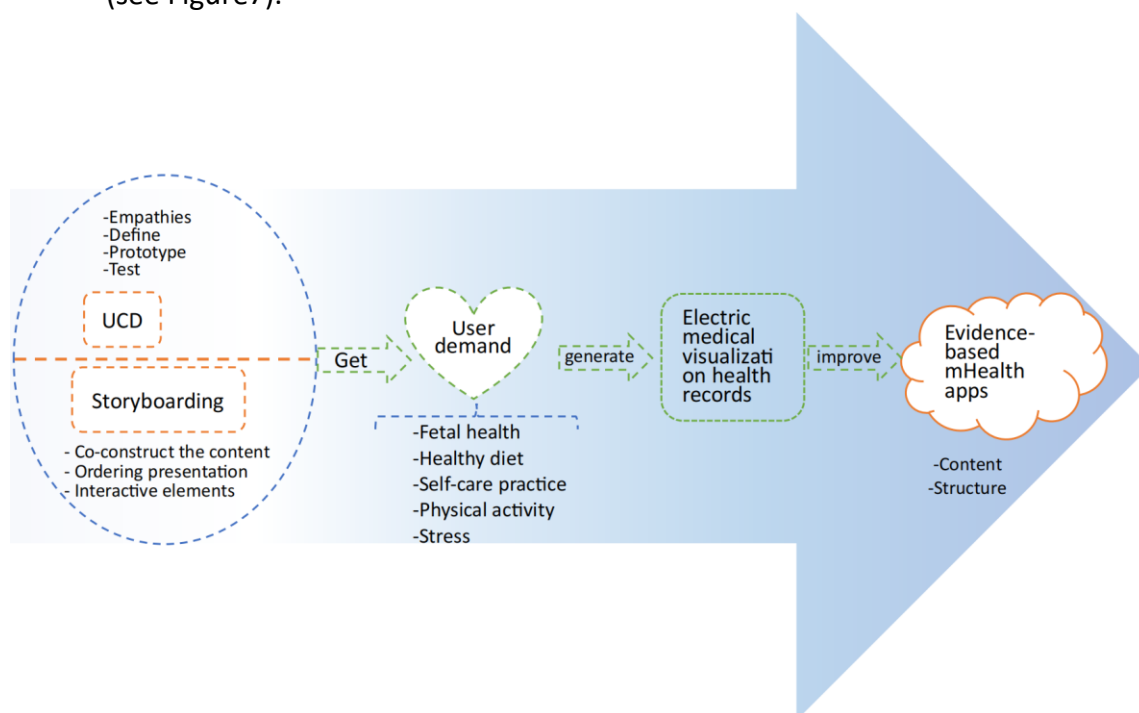 (see Figure7).
-Empathies
-Define
-Prototype
-Test
UCD
Storyboarding
- Co-construct the content
- Ordering presentation
- Interactive elements
Get
User
demand
-Fetal health
-Healthy diet
-Self-care practice
-Physical activity
-Stress
generate
Electric
medical
visualizati
on health
records
improve
Evidence-
based
mHealth
apps
-Content
-Structure